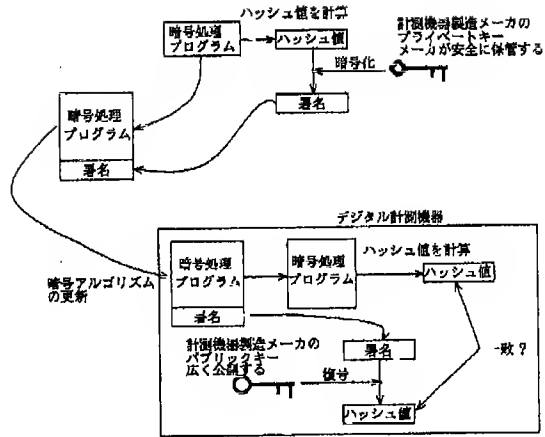 ハッシュ値を計算
暗号処理
プログラム
ハッシュ値
計測機器製造メーカの
プライベートキー
メーカが安全に保管する
暗号化
署名
暗号処理
プログラム
署名
デジタル計測機器
暗号アルゴリズム
の更新
暗号処理
プログラム
署名
暗号処理
プログラム
ハッシュ値を計算
ハッシュ値
計測機器製造メーカの
パブリックキー
広く公開する
署名
復号
一致?
ハッシュ値